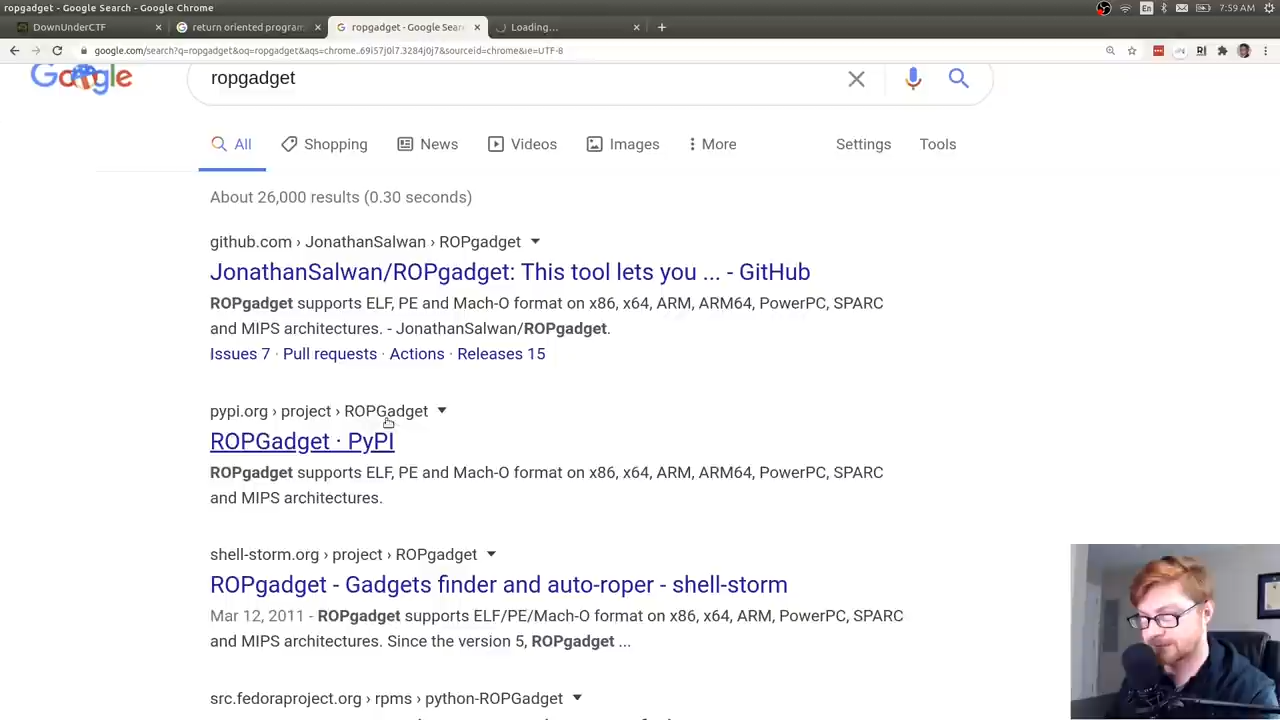 ropgadget - Google Search - Google Chrome
En
7:59 AM
DownUnderCTF
return oriented program
ropgadget - Google Sear
Loading...
google.com/search?q=ropgadget&oq=ropgadget&aqs=chrome..69i57j0l7.3284j0j7&sourceid=chrome&ie=UTF-8
Google
ropgadget
All
Shopping
News
Videos
Images
More
Settings
Tools
About 26,000 results (0.30 seconds)
github.com › JonathanSalwan › ROPgadget
JonathanSalwan/ROPgadget: This tool lets you ... - GitHub
ROPgadget supports ELF, PE and Mach-O format on x86, x64, ARM, ARM64, PowerPC, SPARC
and MIPS architectures. - JonathanSalwan/ROPgadget.
Issues 7 · Pull requests · Actions · Releases 15
pypi.org › project › ROPGadget
ROPGadget · PyPI
ROPgadget supports ELF, PE and Mach-O format on x86, x64, ARM, ARM64, PowerPC, SPARC
and MIPS architectures.
shell-storm.org › project › ROPgadget
ROPgadget - Gadgets finder and auto-roper - shell-storm
Mar 12, 2011 - ROPgadget supports ELF/PE/Mach-O format on x86, x64, ARM, PowerPC, SPARC
and MIPS architectures. Since the version 5, ROPgadget ...
src.fedoraproject.org › rpms › python-ROPGadget